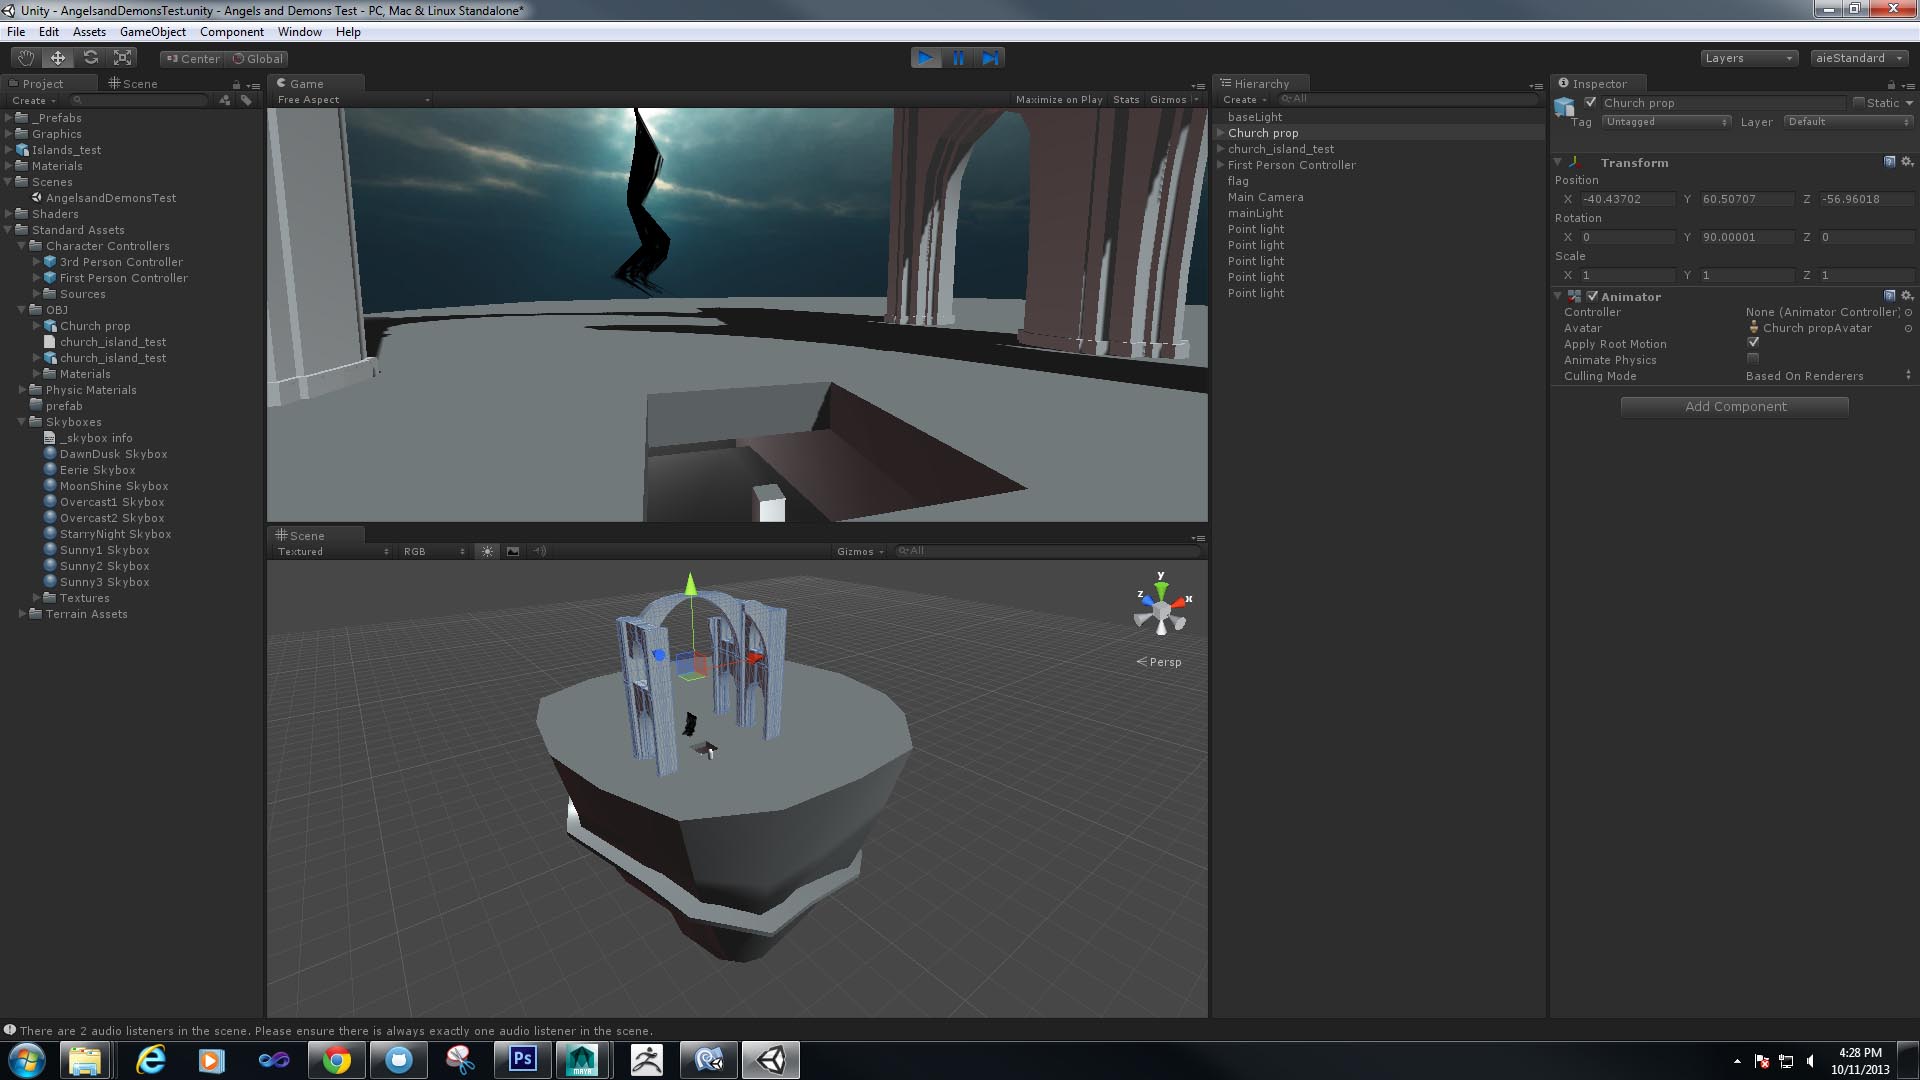 Unity - AngelsandDemonsTest.unity - Angels and Demons Test - PC, Mac & Linux Standalone*
File Edit Assets GameObject Component Window Help
Center Global
Layers
aieStandard
Project
Scene
Create
_Prefabs
Graphics
Islands_test
Materials
Scenes
AngelsandDemonsTest
Shaders
Standard Assets
Character Controllers
3rd Person Controller
First Person Controller
Sources
OBJ
Church prop
church_island_test
church_island_test
Materials
Physic Materials
prefab
Skyboxes
_skybox info
DawnDusk Skybox
Eerie Skybox
MoonShine Skybox
Overcast1 Skybox
Overcast2 Skybox
StarryNight Skybox
Sunny1 Skybox
Sunny2 Skybox
Sunny3 Skybox
Textures
Terrain Assets
Game
Free Aspect
Maximize on Play Stats Gizmos
Scene
Textured RGB Gizmos All
y
z
x
Persp
Hierarchy
Create All
baseLight
Church prop
church_island_test
First Person Controller
flag
Main Camera
mainLight
Point light
Point light
Point light
Point light
Point light
Inspector
Church prop Static
Tag Untagged Layer Default
Transform
Position
X -40.43702 Y 60.50707 Z -56.96018
Rotation
X 0 Y 90.00001 Z 0
Scale
X 1 Y 1 Z 1
Animator
Controller None (Animator Controller)
Avatar Church propAvatar
Apply Root Motion
Animate Physics
Culling Mode Based On Renderers
Add Component
There are 2 audio listeners in the scene. Please ensure there is always exactly one audio listener in the scene.
Ps
MAYA
4:28 PM
10/11/2013